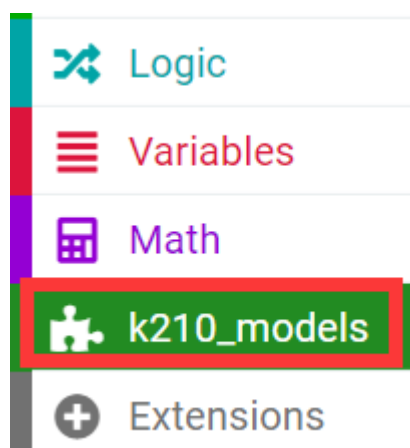 Logic
Variables
Math
k210_models
Extensions